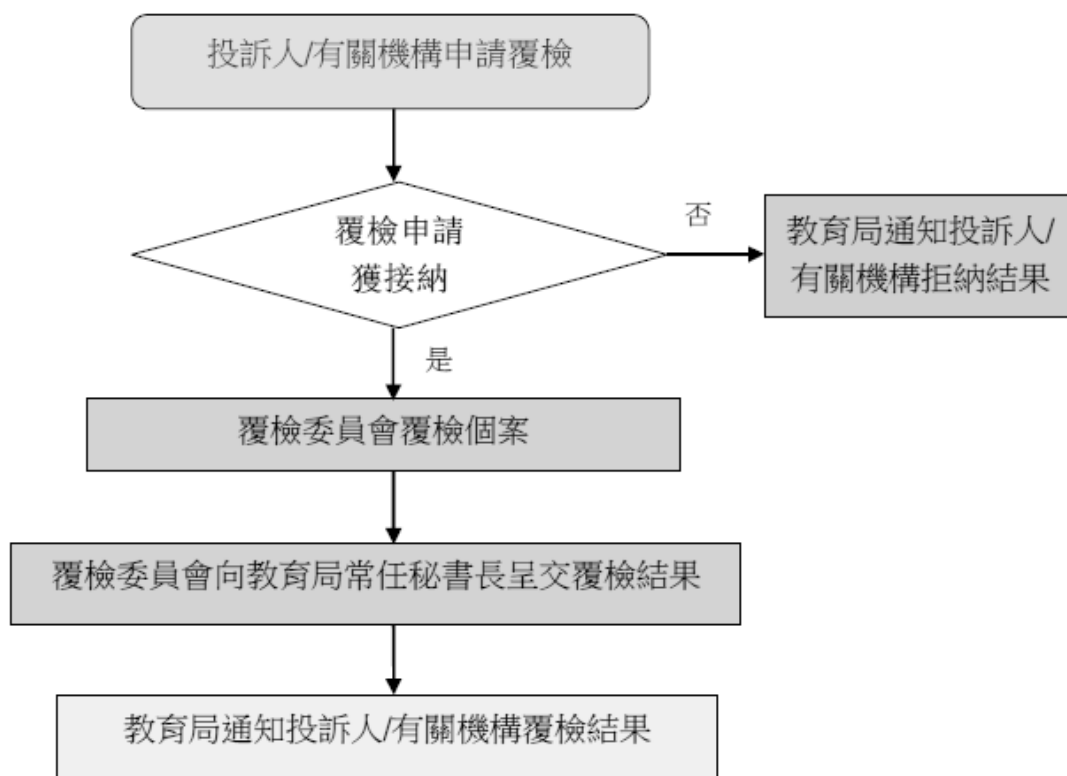 投訴人/有關機構申請覆檢
覆檢申請
獲接納
否
教育局通知投訴人/
有關機構拒納結果
是
覆檢委員會覆檢個案
覆檢委員會向教育局常任秘書長呈交覆檢結果
教育局通知投訴人/有關機構覆檢結果